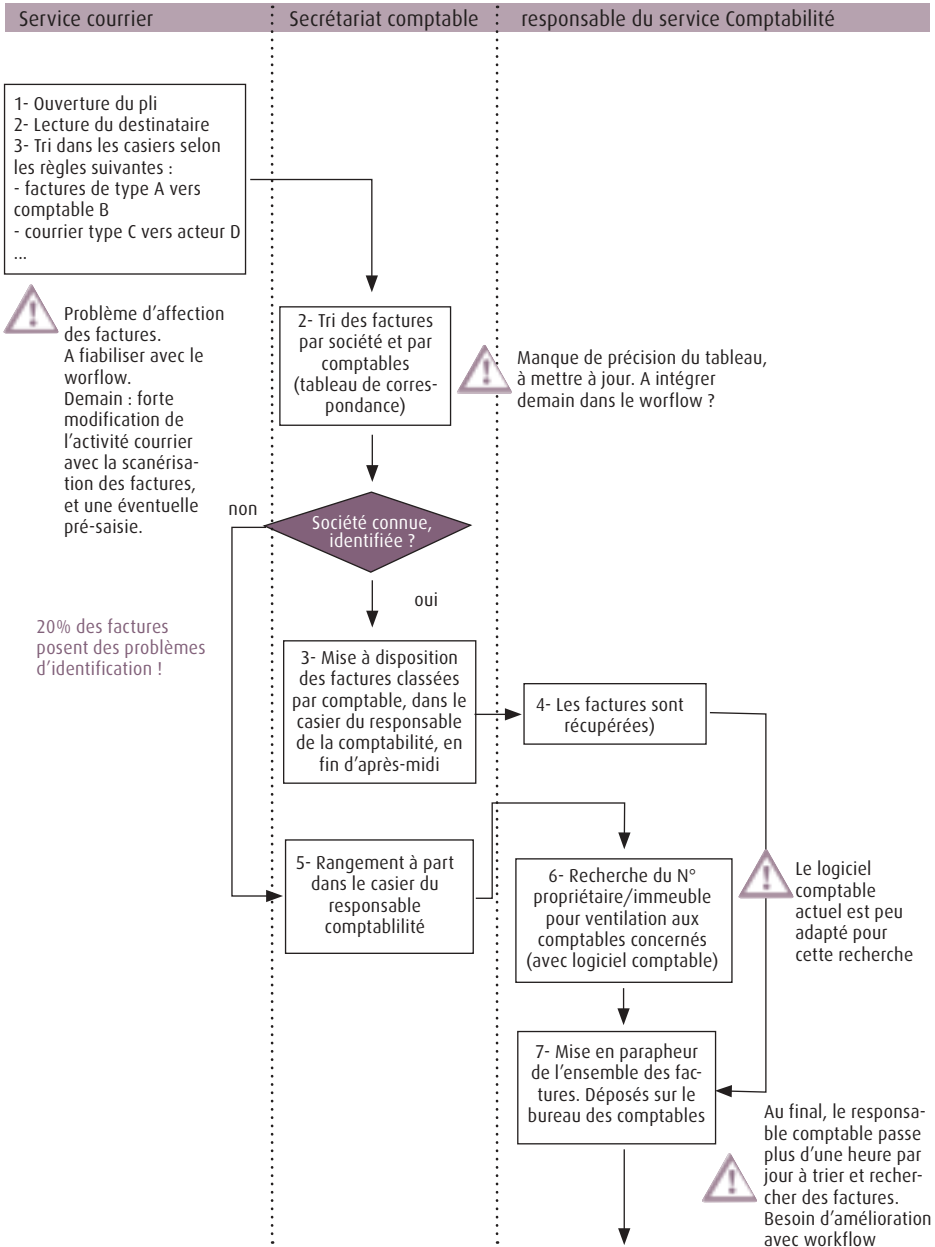 Service courrier
Secrétariat comptable
responsable du service Comptabilité
1- Ouverture du pli
2- Lecture du destinataire
3- Tri dans les casiers selon
les règles suivantes :
- factures de type A vers
comptable B
- courrier type C vers acteur D
...
Problème d'affection
des factures.
A fiabiliser avec le
worflow.
Demain : forte
modification de
l'activité courrier
avec la scanérisa-
tion des factures,
et une éventuelle
pré-saisie.
2- Tri des factures
par société et par
comptables
(tableau de corres-
pondance)
Manque de précision du tableau,
à mettre à jour. A intégrer
demain dans le worflow ?
non
Société connue,
identifiée ?
oui
20% des factures
posent des problèmes
d'identification !
3- Mise à disposition
des factures classées
par comptable, dans le
casier du responsable
de la comptabilité, en
fin d'après-midi
4- Les factures sont
récupérées)
5- Rangement à part
dans le casier du
responsable
comptablilité
6- Recherche du N°
propriétaire/immeuble
pour ventilation aux
comptables concernés
(avec logiciel comptable)
Le logiciel
comptable
actuel est peu
adapté pour
cette recherche
7- Mise en parapheur
de l'ensemble des fac-
tures. Déposés sur le
bureau des comptables
Au final, le responsa-
ble comptable passe
plus d'une heure par
jour à trier et recher-
cher des factures.
Besoin d'amélioration
avec workflow